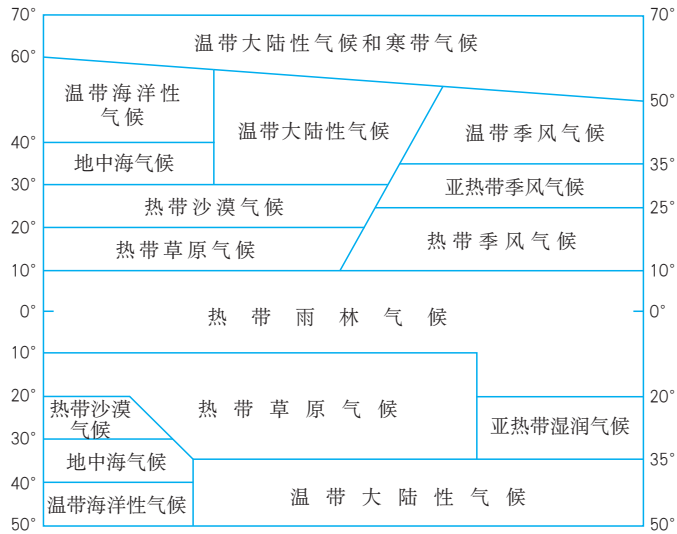 70°
70°
温带大陆性气候和寒带气候
60°
50°
温带海洋性
气候
温带大陆性气候
温带季风气候
40°
35°
地中海气候
30°
亚热带季风气候
25°
热带沙漠气候
20°
热带草原气候
热带季风气候
10°
10°
0°
0°
热带雨林气候
10°
20°
20°
热带沙漠
气候
热带草原气候
亚热带湿润气候
30°
35°
地中海气候
40°
温带海洋性气候
温带大陆性气候
50°
50°